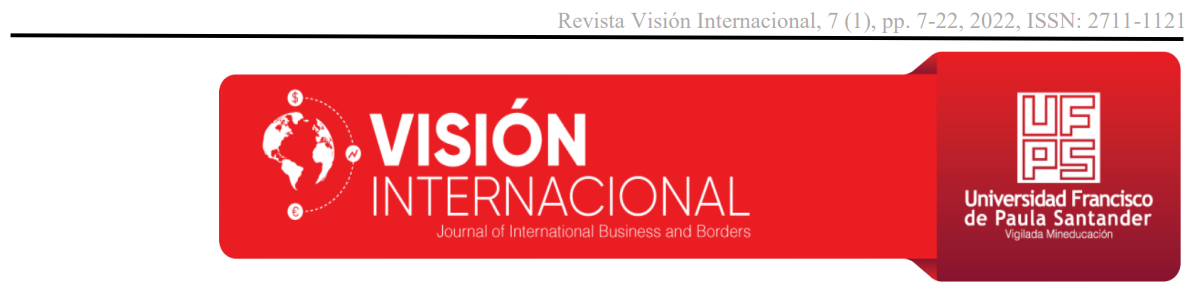 Revista Visión Internacional, 7 (1), pp. 7-22, 2022, ISSN: 2711-1121
$
€
VISIÓN
INTERNACIONAL
Journal of International Business and Borders
UF
PS
Universidad Francisco
de Paula Santander
Vigilada Mineducación